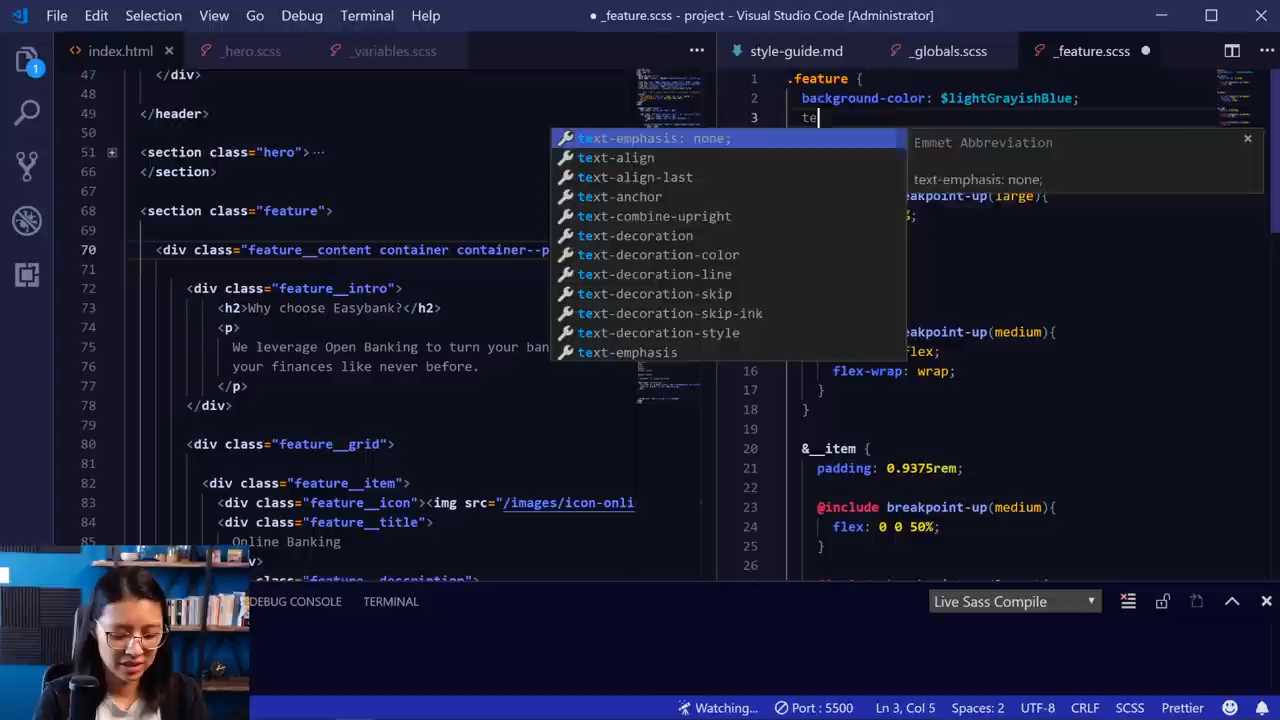 File Edit Selection View Go Debug Terminal Help ● _feature.scss - project - Visual Studio Code [Administrator]
1
index.html _hero.scss _variables.scss
47 </div>
48
49 </header>
50
51 <section class="hero">···
66 </section>
67
68 <section class="feature">
69
70 <div class="feature__content container container--p
71
72 <div class="feature__intro">
73 <h2>Why choose Easybank?</h2>
74 <p>
75 We leverage Open Banking to turn your ban
76 your finances like never before.
77 </p>
78 </div>
79
80 <div class="feature__grid">
81
82 <div class="feature__item">
83 <div class="feature__icon"><img src="/images/icon-onli
84 <div class="feature__title">
85 Online Banking
style-guide.md _globals.scss _feature.scss
1 .feature {
2 background-color: $lightGrayishBlue;
3 te
text-emphasis: none;
text-align
text-align-last
text-anchor
text-combine-upright
text-decoration
text-decoration-color
text-decoration-line
text-decoration-skip
text-decoration-skip-ink
text-decoration-style
text-emphasis
Emmet Abbreviation
text-emphasis: none;
breakpoint-up(large){
breakpoint-up(medium){
flex;
16 flex-wrap: wrap;
17 }
18 }
19
20 &__item {
21 padding: 0.9375rem;
22
23 @include breakpoint-up(medium){
24 flex: 0 0 50%;
25 }
26
DEBUG CONSOLE TERMINAL Live Sass Compile
Watching... Port : 5500 Ln 3, Col 5 Spaces: 2 UTF-8 CRLF SCSS Prettier